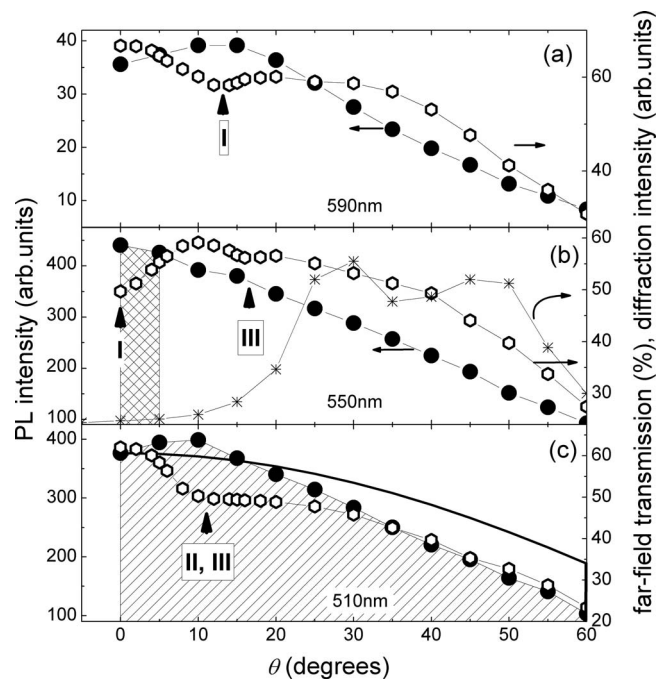 (a)
40
30
20
10
60
40
I
590nm
(b)
400
300
200
100
60
50
40
30
I
III
550nm
(c)
400
300
200
100
60
50
40
30
20
II, III
510nm
0 10 20 30 40 50 60
θ (degrees)
PL intensity (arb.units)
far-field transmission (%), diffraction intensity (arb.units)